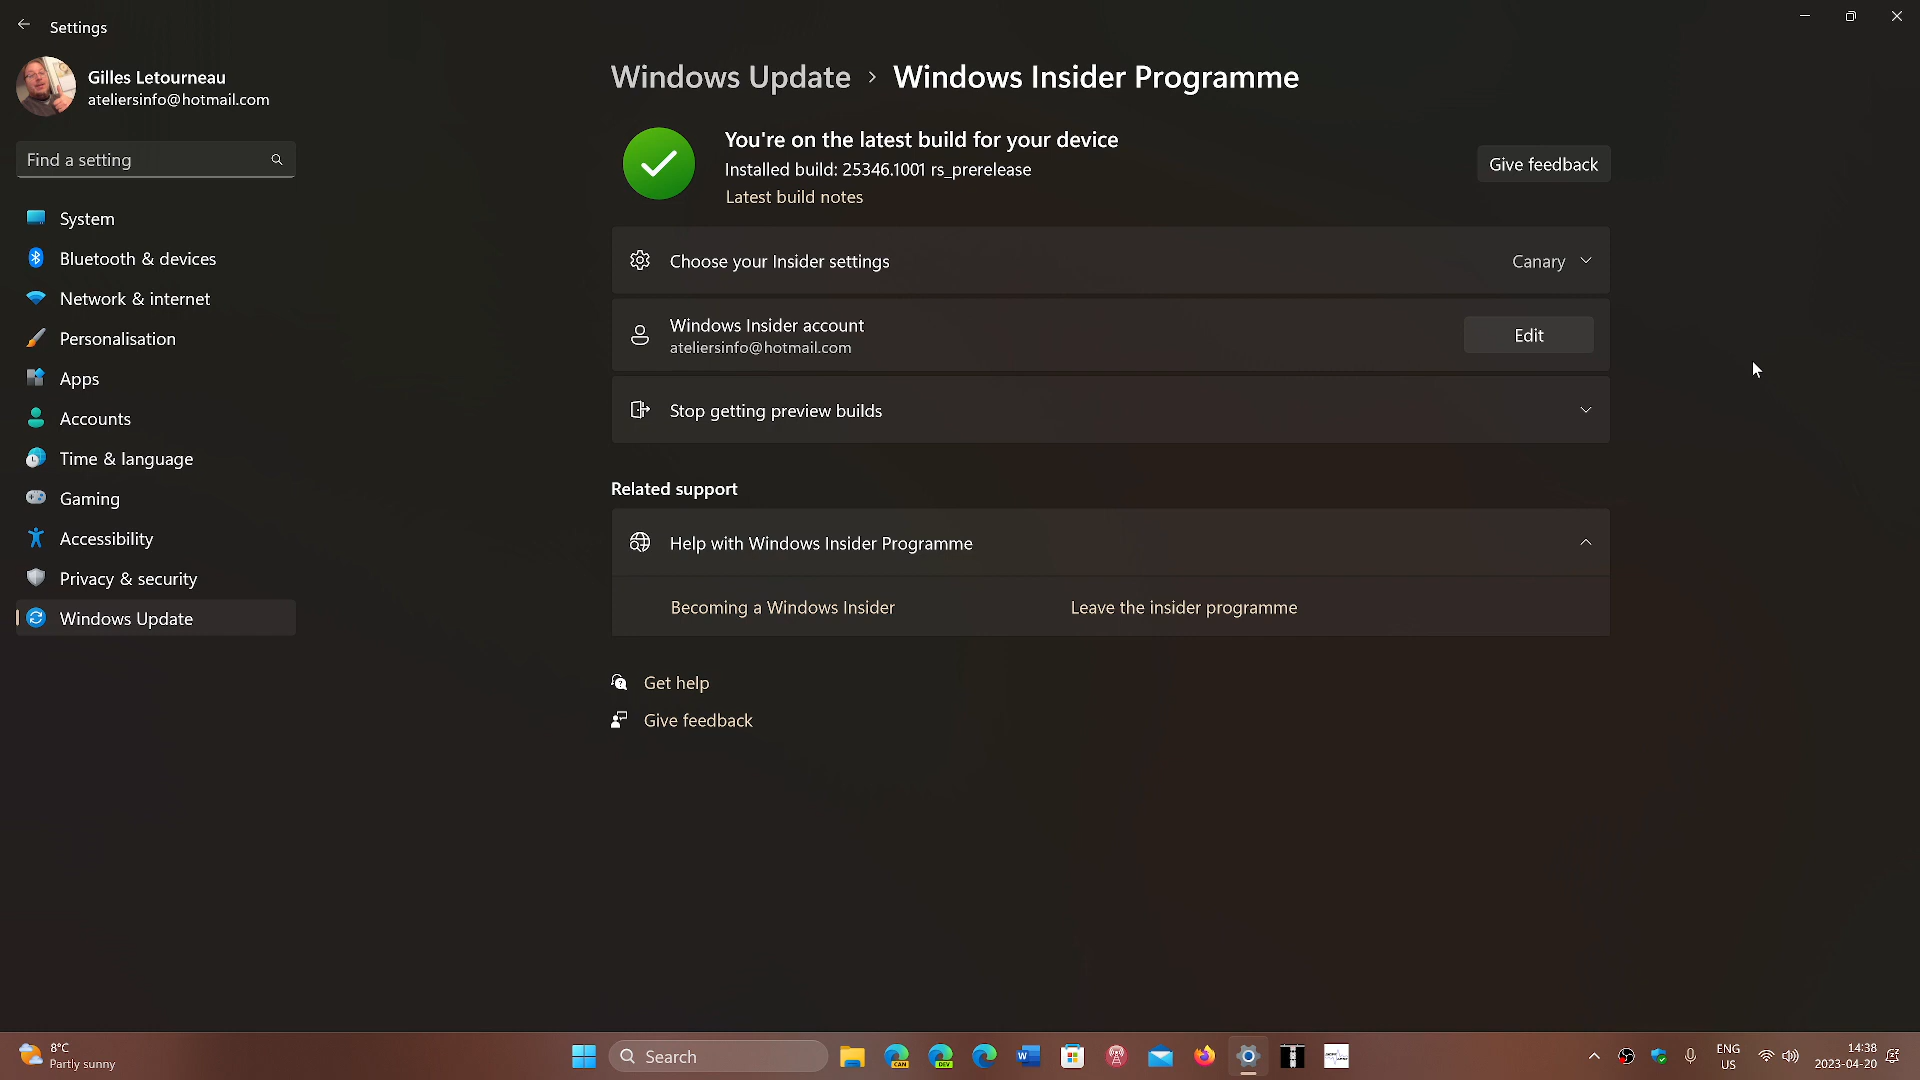 Settings
Gilles Letourneau
ateliersinfo@hotmail.com
Find a setting
System
Bluetooth & devices
Network & internet
Personalisation
Apps
Accounts
Time & language
Gaming
Accessibility
Privacy & security
Windows Update
Windows Update > Windows Insider Programme
You're on the latest build for your device
Installed build: 25346.1001 rs_prerelease
Latest build notes
Give feedback
Choose your Insider settings
Canary
Windows Insider account
ateliersinfo@hotmail.com
Edit
Stop getting preview builds
Related support
Help with Windows Insider Programme
Becoming a Windows Insider
Leave the insider programme
Get help
Give feedback
8°C
Partly sunny
Search
CAN
DEV
W
ENG
US
14:38
2023-04-20